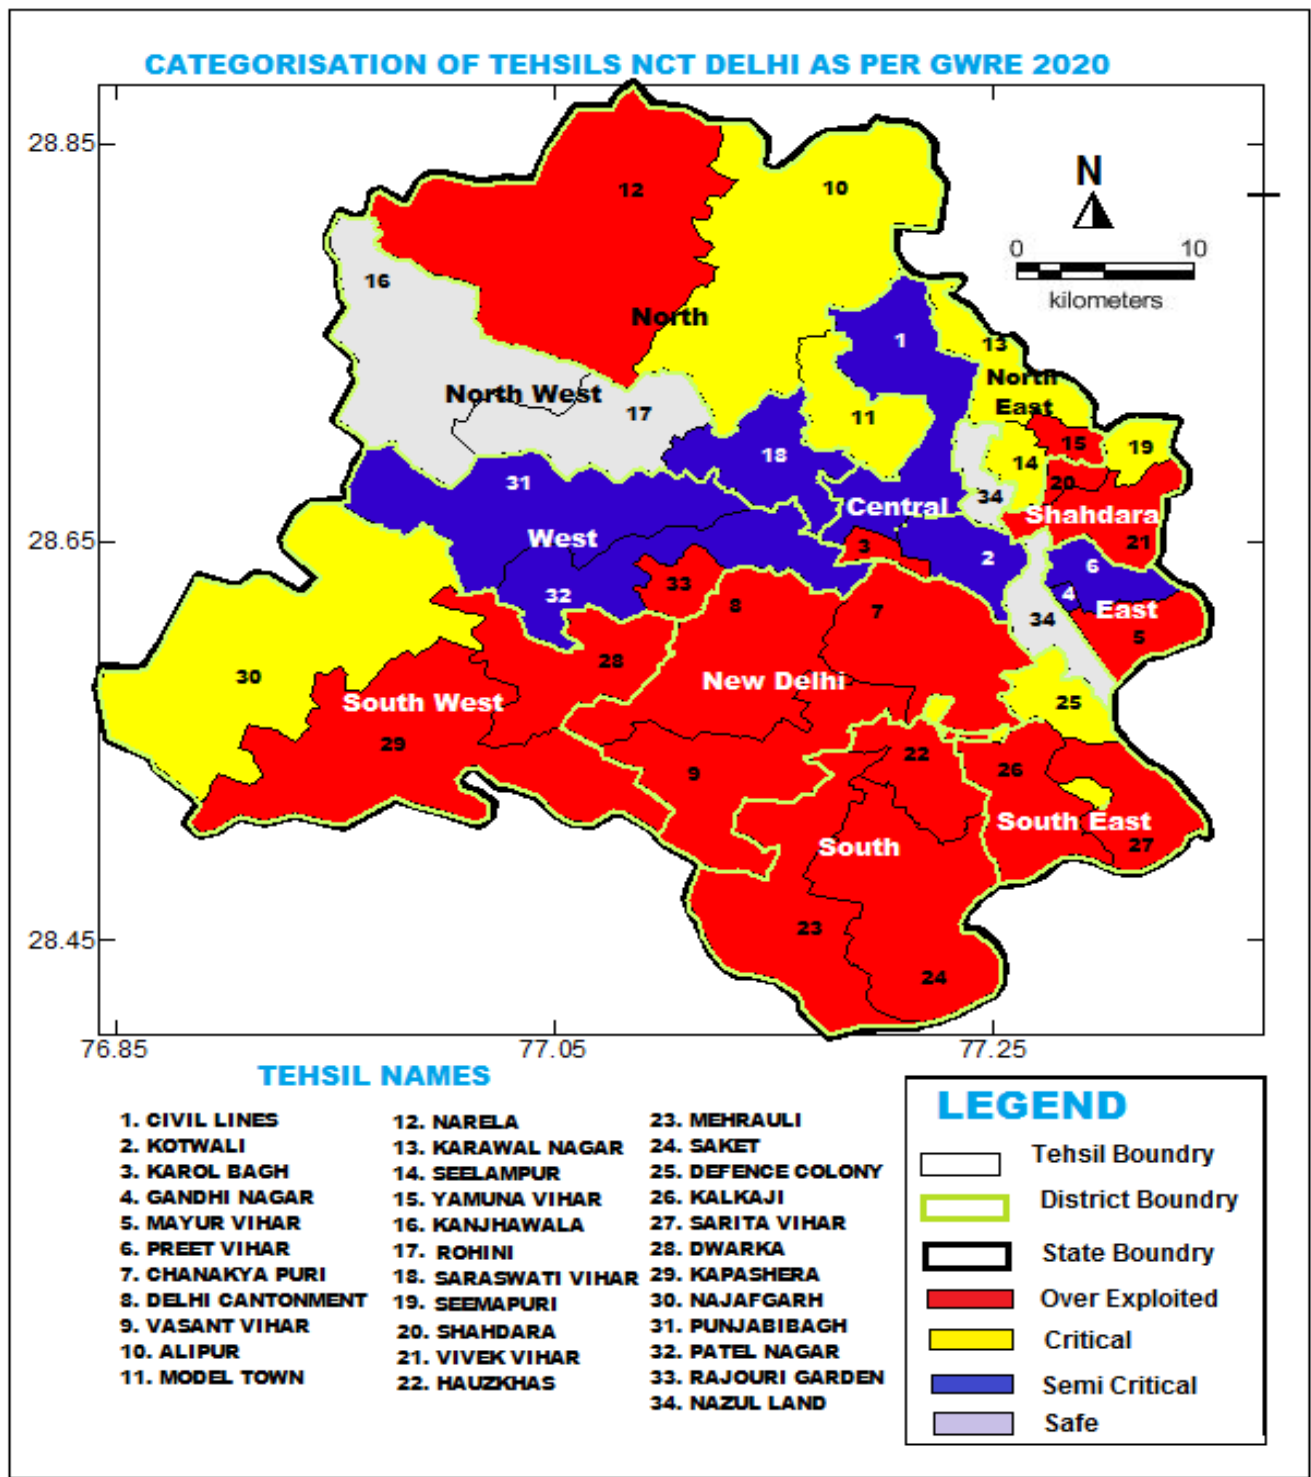 CATEGORISATION OF TEHSILS NCT DELHI AS PER GWRE 2020
28.85
12
10
N
0 10
kilometers
16
North
1
13
North
East
North West
17
11
15
19
18
14
20
31
34
Central
Shahdara
28.65
West
3
21
2
6
33
32
8
7
4
East
34
5
28
30
New Delhi
25
South West
29
22
9
26
South East
South
27
23
28.45
24
76.85 77.05 77.25
TEHSIL NAMES
1. CIVIL LINES
2. KOTWALI
3. KAROL BAGH
4. GANDHI NAGAR
5. MAYUR VIHAR
6. PREET VIHAR
7. CHANAKYA PURI
8. DELHI CANTONMENT
9. VASANT VIHAR
10. ALIPUR
11. MODEL TOWN
12. NARELA
13. KARAWAL NAGAR
14. SEELAMPUR
15. YAMUNA VIHAR
16. KANJHAWALA
17. ROHINI
18. SARASWATI VIHAR
19. SEEMAPURI
20. SHAHDARA
21. VIVEK VIHAR
22. HAUZKHAS
23. MEHRAULI
24. SAKET
25. DEFENCE COLONY
26. KALKAJI
27. SARITA VIHAR
28. DWARKA
29. KAPASHERA
30. NAJAFGARH
31. PUNJABIBAGH
32. PATEL NAGAR
33. RAJOURI GARDEN
34. NAZUL LAND
LEGEND
Tehsil Boundry
District Boundry
State Boundry
Over Exploited
Critical
Semi Critical
Safe